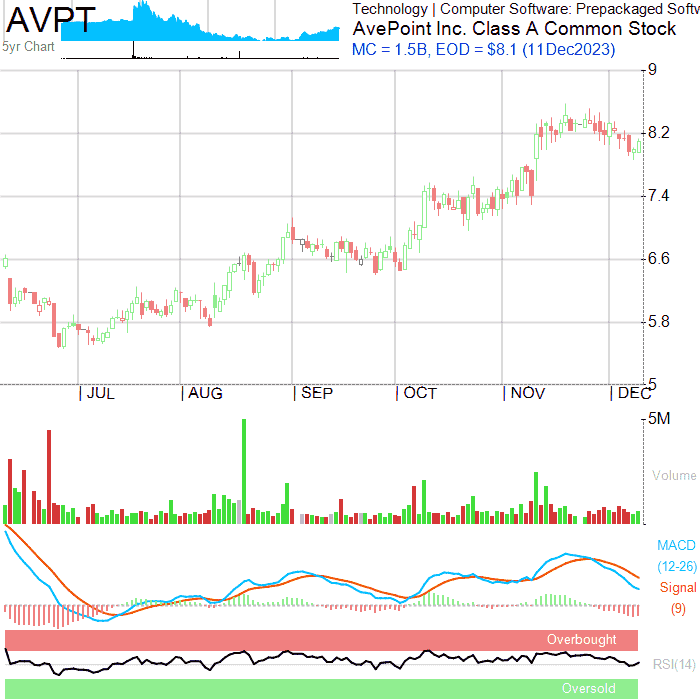 AVPT
5yr Chart
Technology | Computer Software: Prepackaged Softw
AvePoint Inc. Class A Common Stock
MC = 1.5B, EOD = $8.1 (11Dec2023)
9
8.2
7.4
6.6
5.8
5
| JUL | AUG | SEP | OCT | NOV | DEC
5M
Volume
MACD
(12-26)
Signal
(9)
Overbought
RSI(14)
Oversold